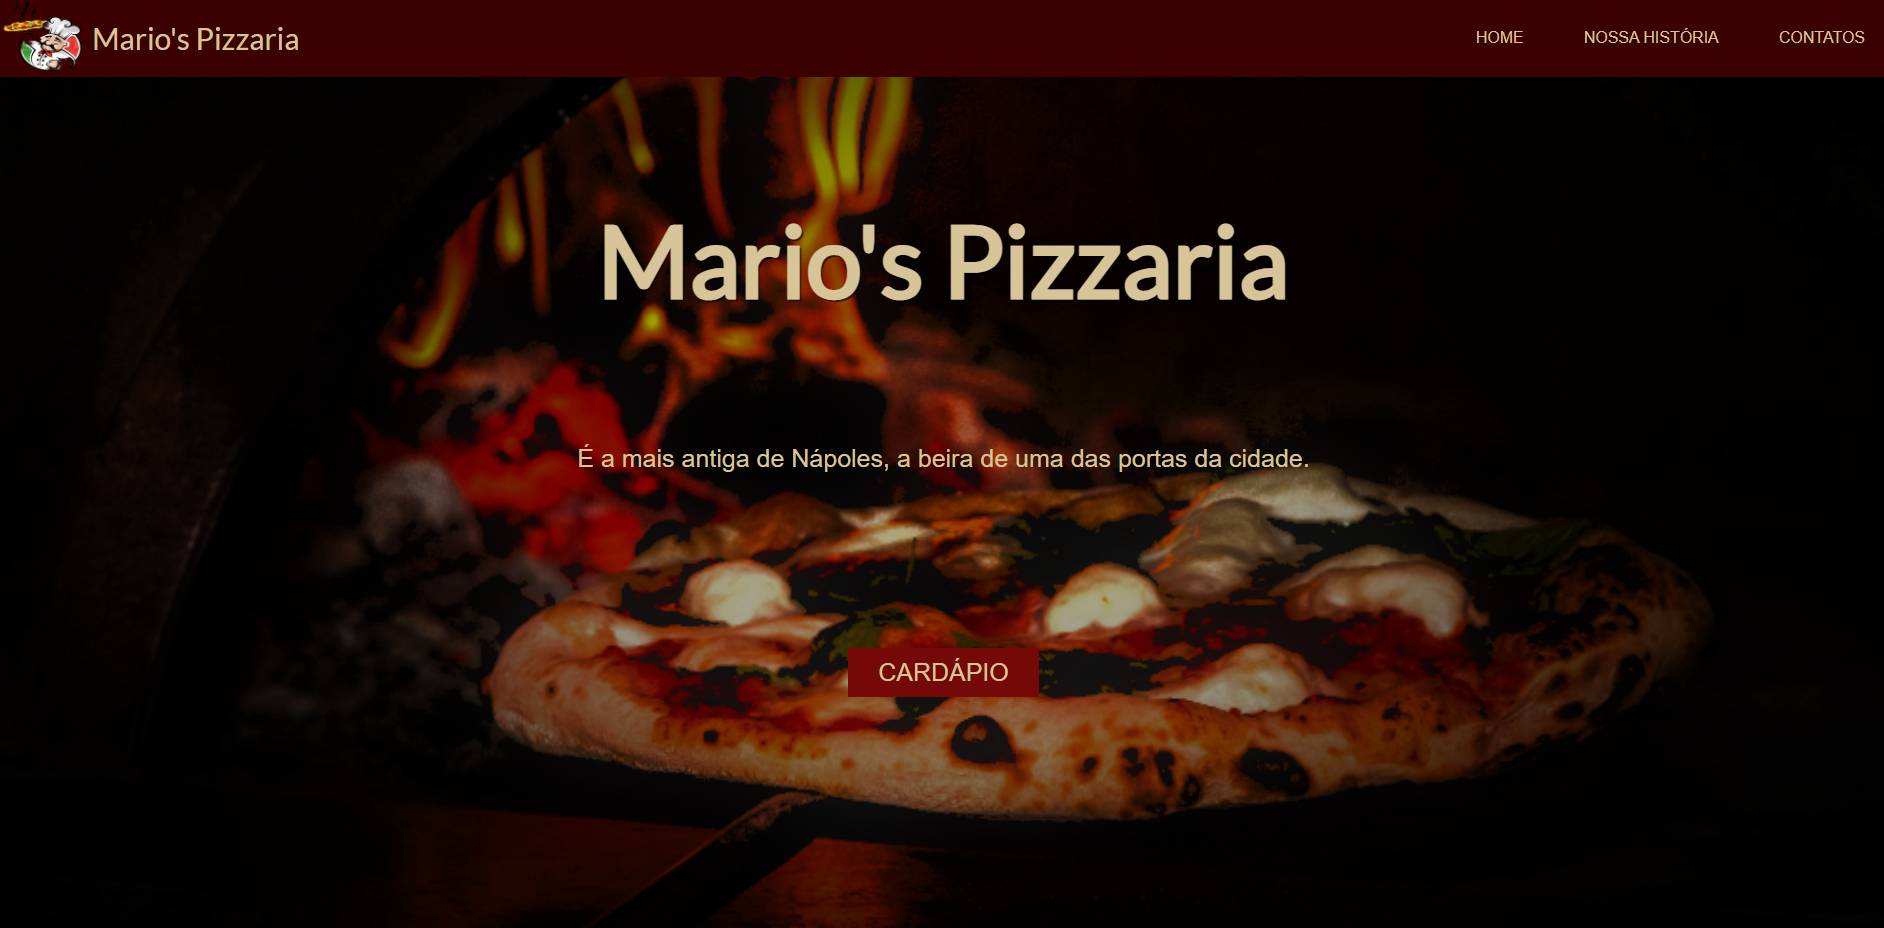 Mario's Pizzaria
HOME
NOSSA HISTÓRIA
CONTATOS
Mario's Pizzaria
É a mais antiga de Nápoles, a beira de uma das portas da cidade.
CARDÁPIO